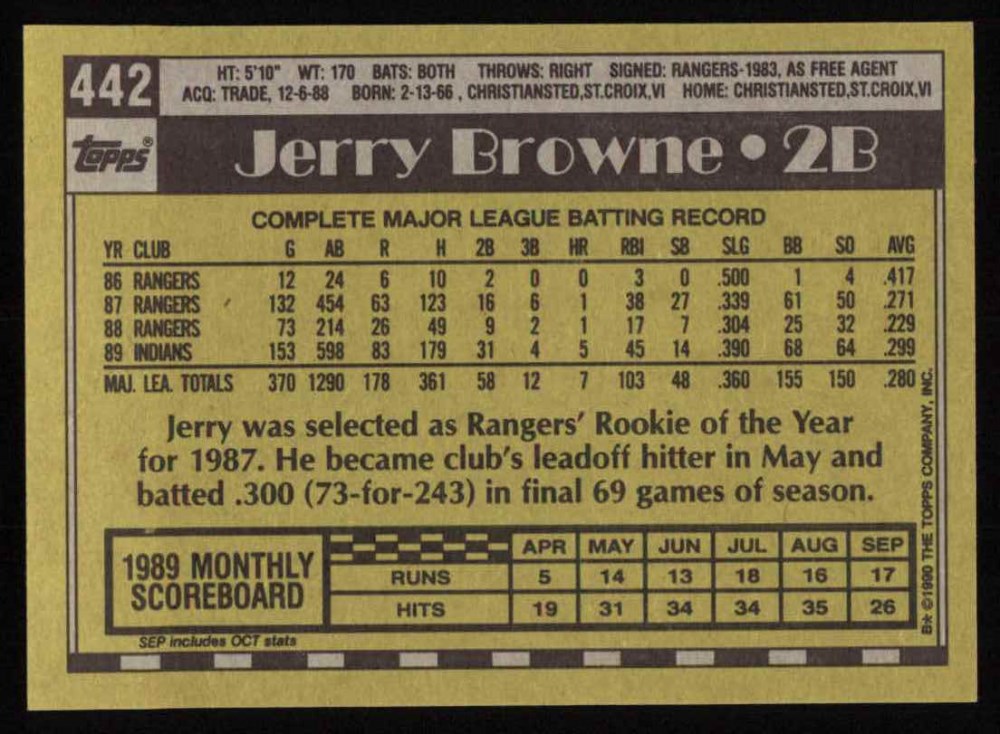 442
HT: 5'10" WT: 170 BATS: BOTH THROWS: RIGHT SIGNED: RANGERS-1983, AS FREE AGENT
ACQ: TRADE, 12-6-88 BORN: 2-13-66 , CHRISTIANSTED,ST.CROIX,VI HOME: CHRISTIANSTED,ST.CROIX,VI
topps®
Jerry Browne • 2B
COMPLETE MAJOR LEAGUE BATTING RECORD
YR CLUB G AB R H 2B 3B HR RBI SB SLG BB SO AVG
86 RANGERS 12 24 6 10 2 0 0 3 0 .500 1 4 .417
87 RANGERS 132 454 63 123 16 6 1 38 27 .339 61 50 .271
88 RANGERS 73 214 26 49 9 2 1 17 7 .304 25 32 .229
89 INDIANS 153 598 83 179 31 4 5 45 14 .390 68 64 .299
MAJ. LEA. TOTALS 370 1290 178 361 58 12 7 103 48 .360 155 150 .280
Jerry was selected as Rangers' Rookie of the Year
for 1987. He became club's leadoff hitter in May and
batted .300 (73-for-243) in final 69 games of season.
1989 MONTHLY
SCOREBOARD
APR MAY JUN JUL AUG SEP
RUNS 5 14 13 18 16 17
HITS 19 31 34 34 35 26
SEP includes OCT stats
B* ©1990 THE TOPPS COMPANY, INC.